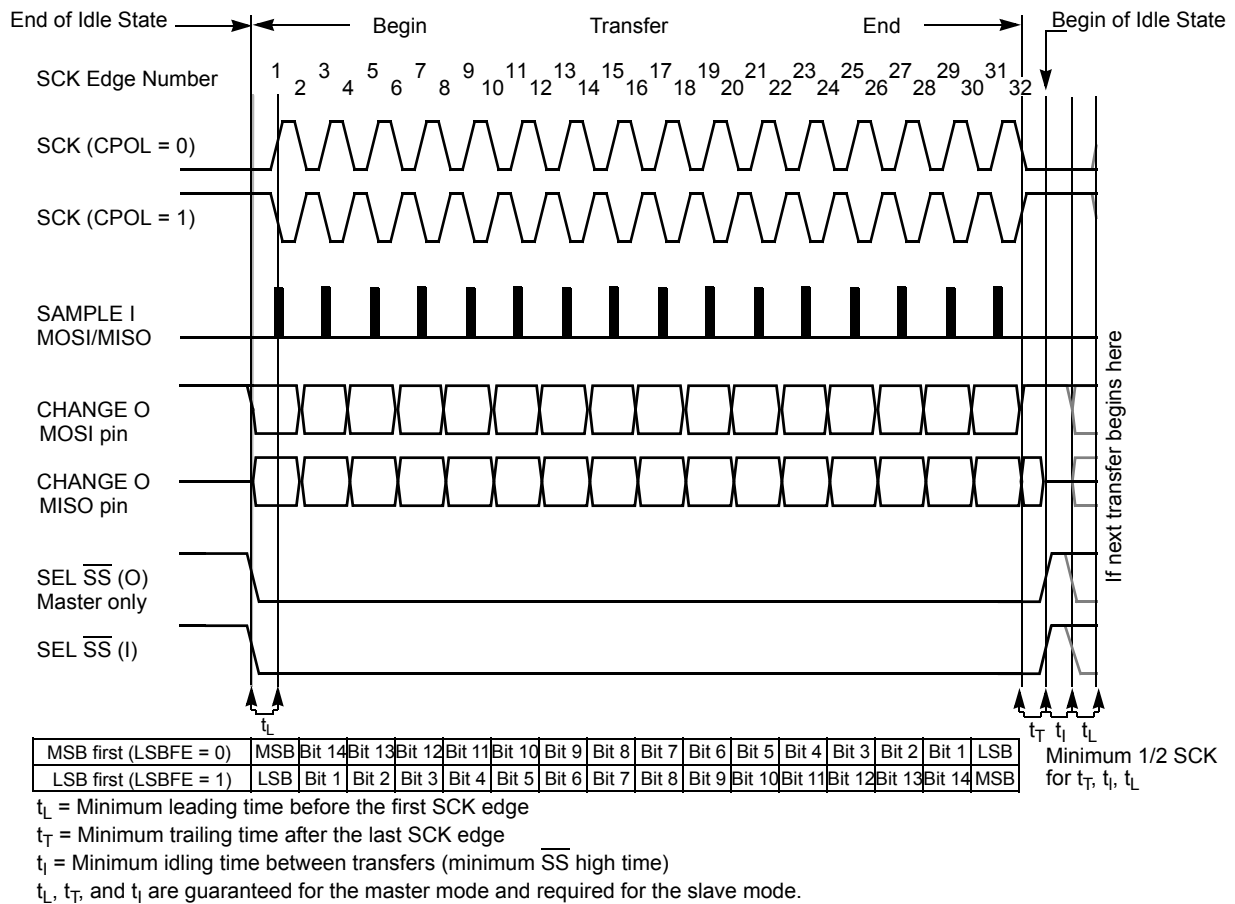 End of Idle State
Begin
Transfer
End
Begin of Idle State
SCK Edge Number
1 3 5 7 9 11 13 15 17 19 21 23 25 27 29 31
2 4 6 8 10 12 14 16 18 20 22 24 26 28 30 32
SCK (CPOL = 0)
SCK (CPOL = 1)
SAMPLE I
MOSI/MISO
CHANGE O
MOSI pin
CHANGE O
MISO pin
SEL SS (O)
Master only
SEL SS (I)
If next transfer begins here
tL
tT tI tL
MSB first (LSBFE = 0) MSB Bit 14 Bit 13 Bit 12 Bit 11 Bit 10 Bit 9 Bit 8 Bit 7 Bit 6 Bit 5 Bit 4 Bit 3 Bit 2 Bit 1 LSB
LSB first (LSBFE = 1) LSB Bit 1 Bit 2 Bit 3 Bit 4 Bit 5 Bit 6 Bit 7 Bit 8 Bit 9 Bit 10 Bit 11 Bit 12 Bit 13 Bit 14 MSB
Minimum 1/2 SCK
for tT, tI, tL
tL = Minimum leading time before the first SCK edge
tT = Minimum trailing time after the last SCK edge
tI = Minimum idling time between transfers (minimum SS high time)
tL, tT, and tI are guaranteed for the master mode and required for the slave mode.